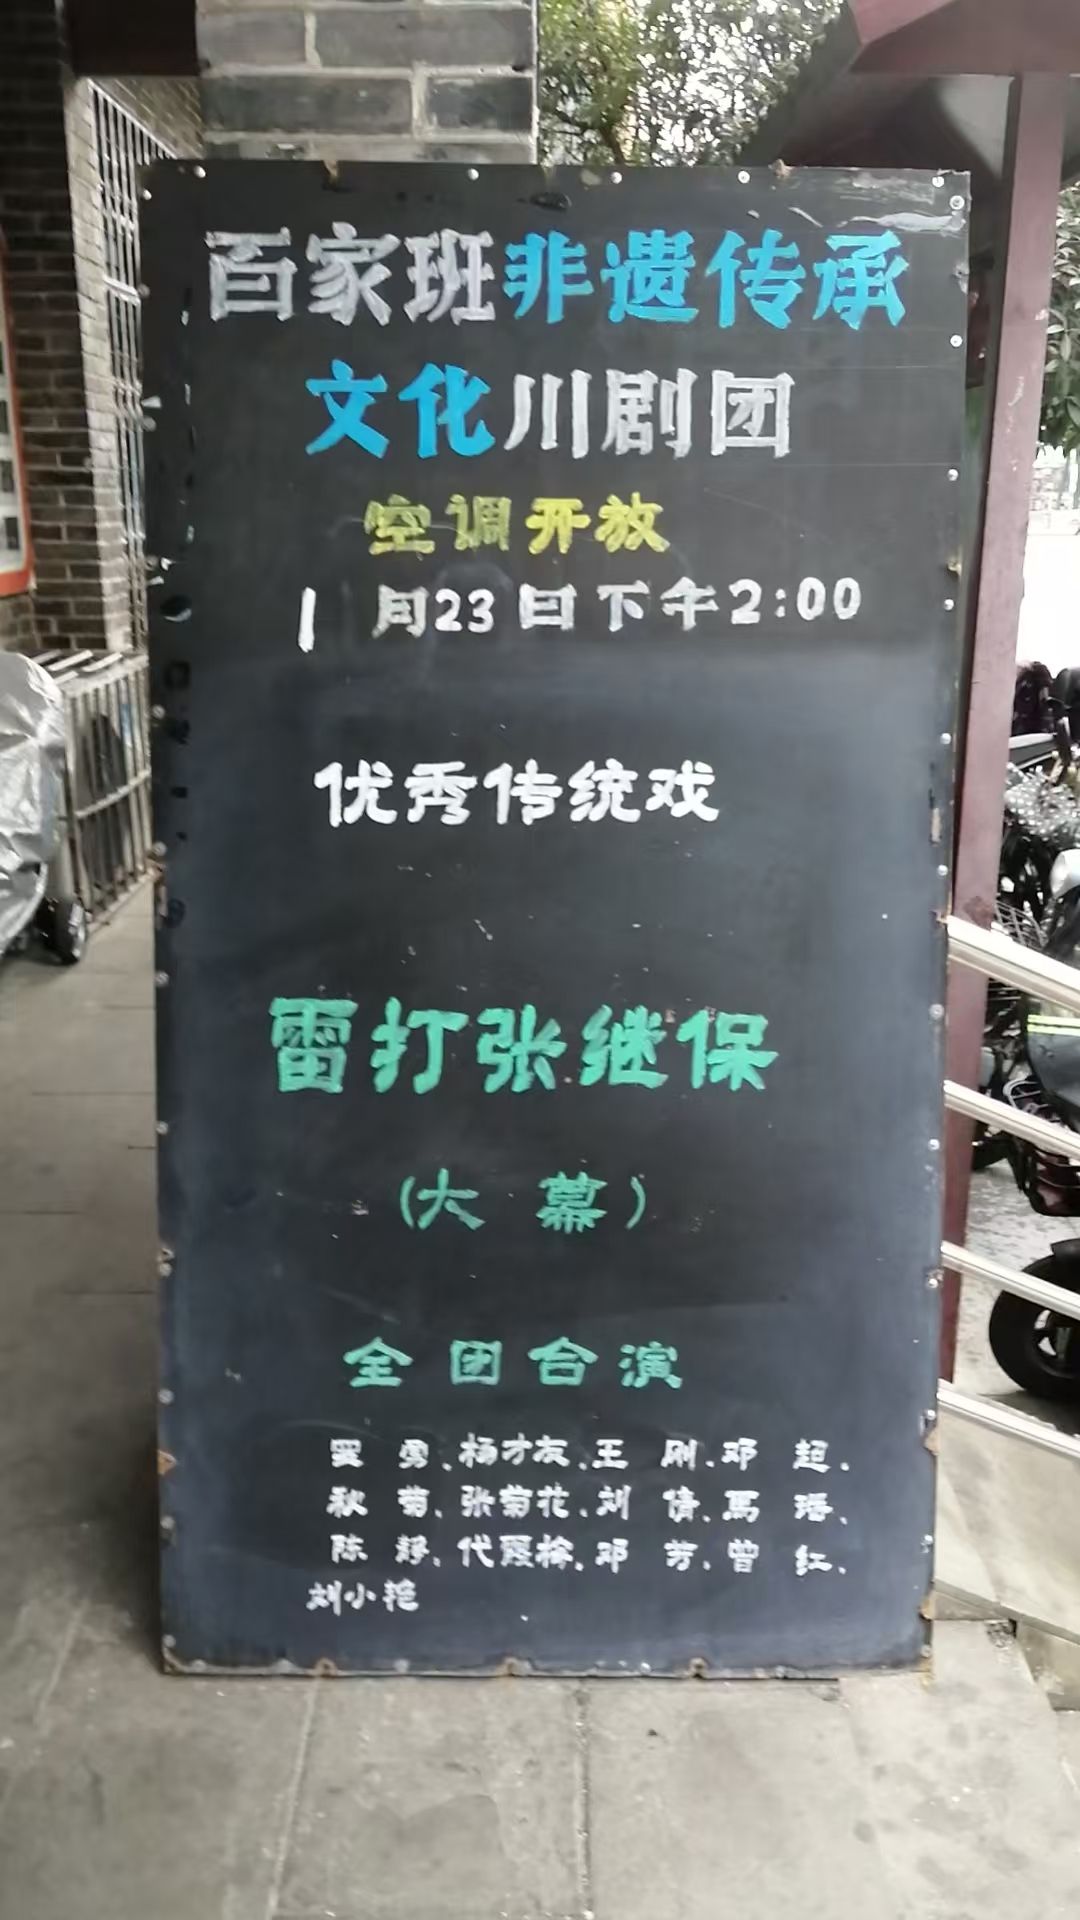 百家班非遗传承
文化川剧团
空调开放
1 月23日下午2:00
优秀传统戏
雷打张继保
(大 幕)
全团合演
罗 勇、杨才友、王 刚、邓 超、
秋 菊、张菊花、刘 倩、马 璐、
陈 静、代霞榆、邓 芳、曾 红、
刘小艳